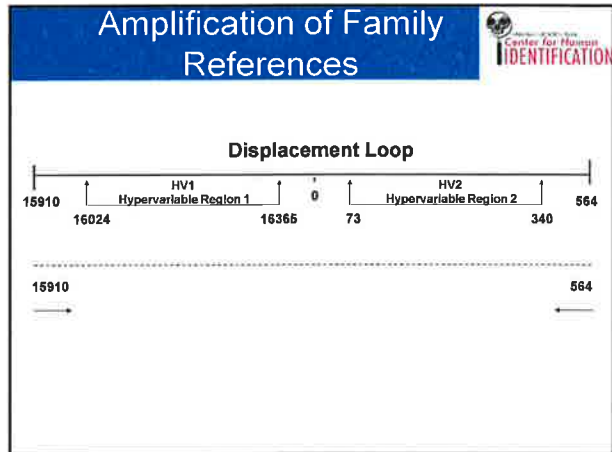 Amplification of Family
References
Center for Human
IDENTIFICATION
Displacement Loop
HV1
Hypervariable Region 1
0
HV2
Hypervariable Region 2
15910
564
16024
16365
73
340
15910
564